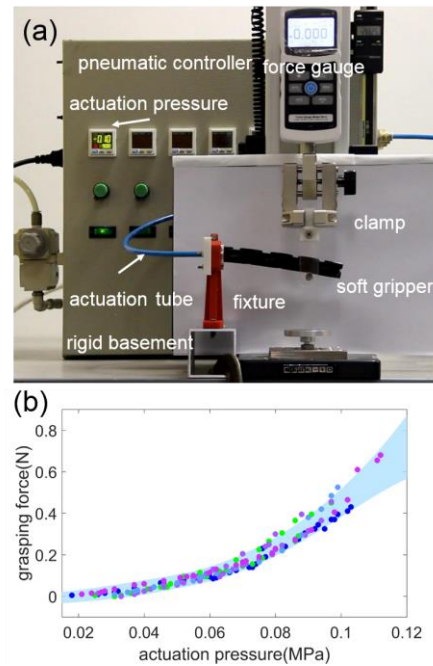 (a)
pneumatic controller
force gauge
0.000
actuation pressure
clamp
soft gripper
actuation tube
fixture
rigid basement
(b)
0.8
0.6
0.4
0.2
0
grasping force(N)
0.02 0.04 0.06 0.08 0.1 0.12
actuation pressure(MPa)